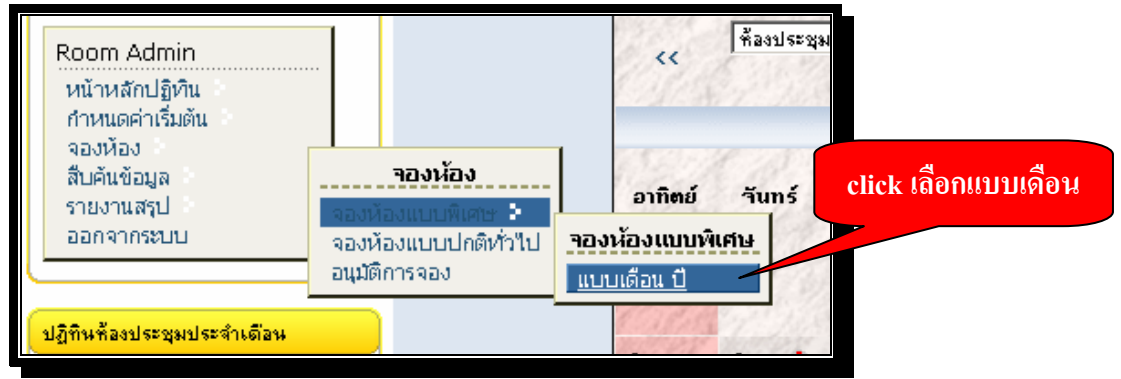 Room Admin
หน้าหลักปฏิทิน
กำหนดค่าเริ่มต้น
จองห้อง
สืบค้นข้อมูล
รายงานสรุป
ออกจากระบบ
จองห้อง
จองห้องแบบพิเศษ
จองห้องแบบปกติทั่วไป
อนุมัติการจอง
จองห้องแบบพิเศษ
แบบเดือน ปี
<<
ห้องประชุม
อาทิตย์ จันทร์
click เลือกแบบเดือน
ปฏิทินห้องประชุมประจำเดือน